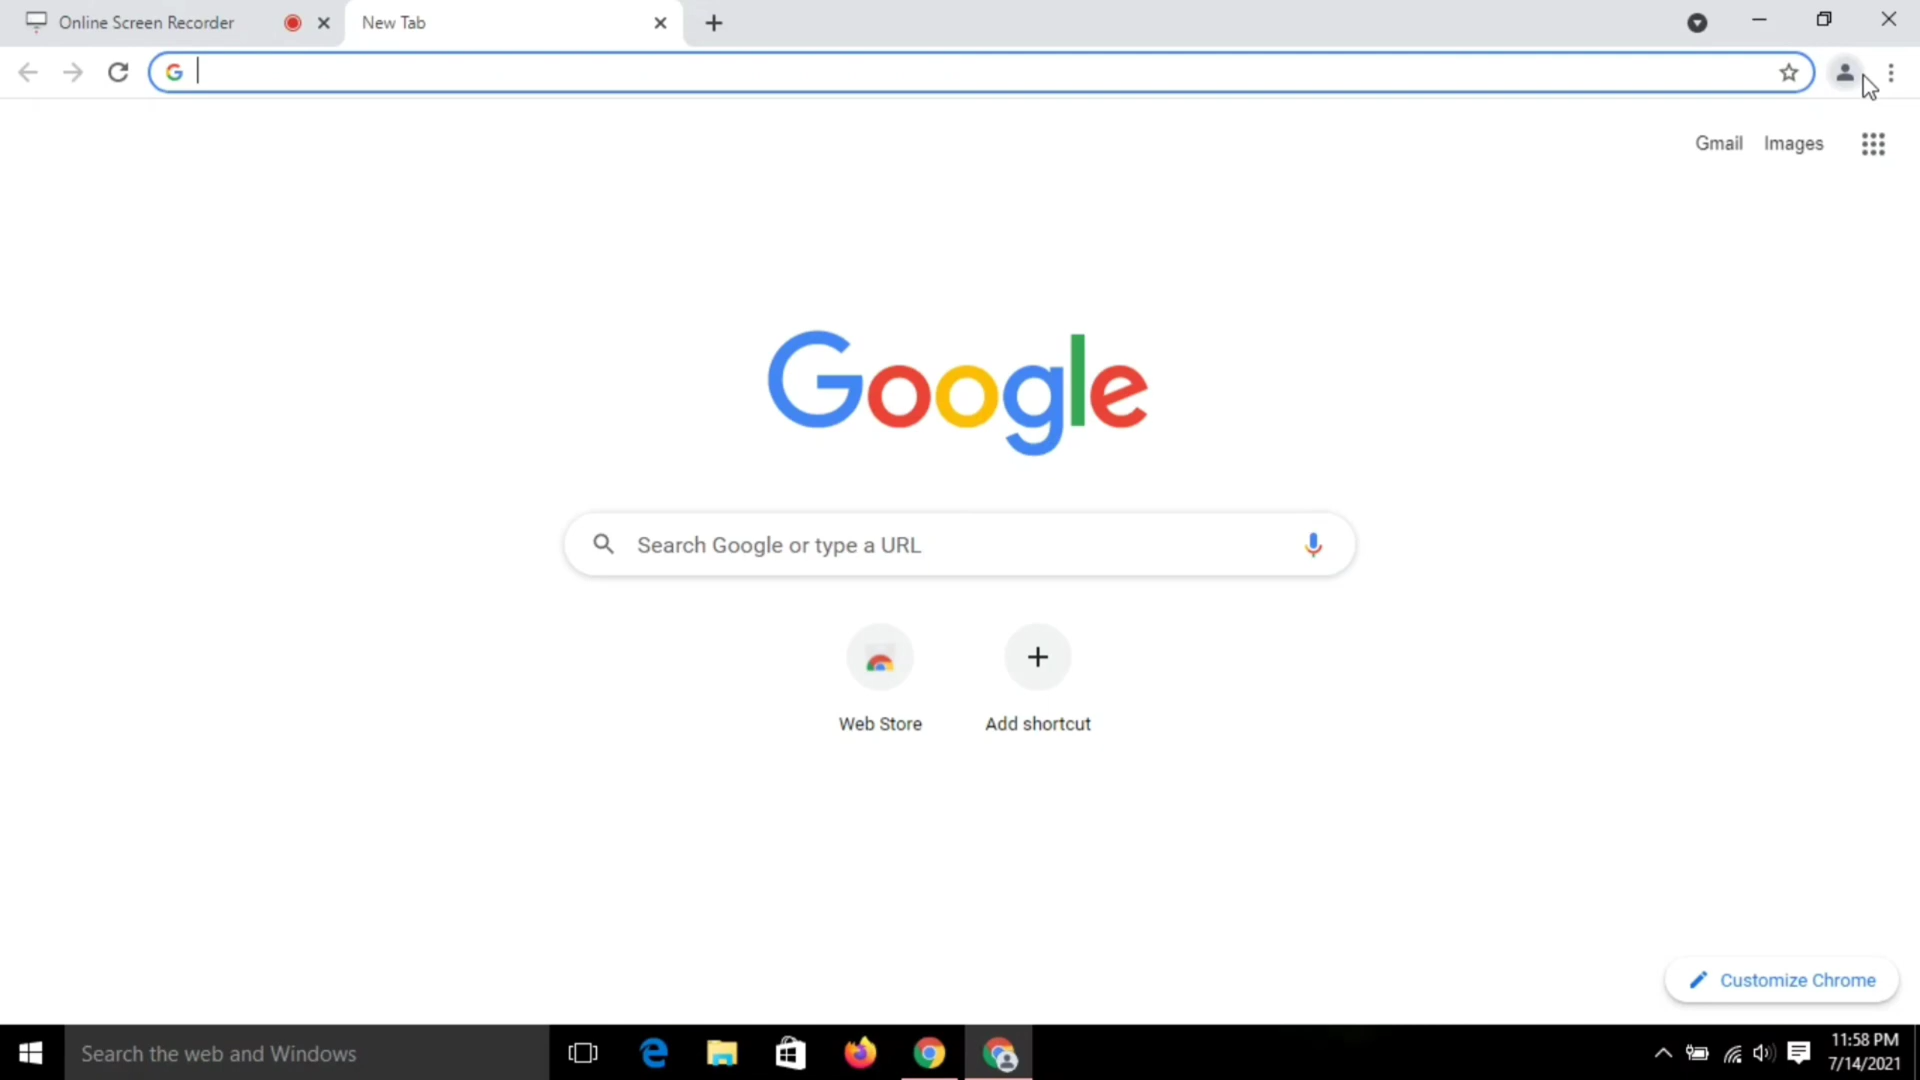 Online Screen Recorder
New Tab
Gmail
Images
Google
Search Google or type a URL
Web Store
Add shortcut
Customize Chrome
Search the web and Windows
11:58 PM
7/14/2021